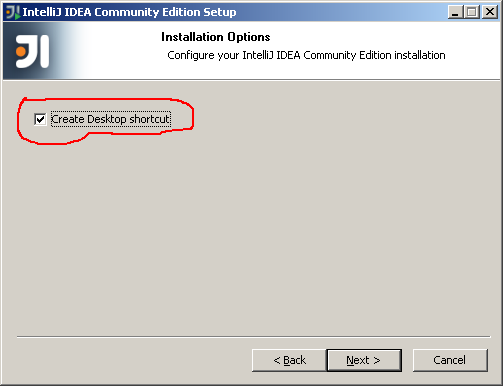 IntelliJ IDEA Community Edition Setup
Installation Options
Configure your IntelliJ IDEA Community Edition installation
Create Desktop shortcut
< Back
Next >
Cancel